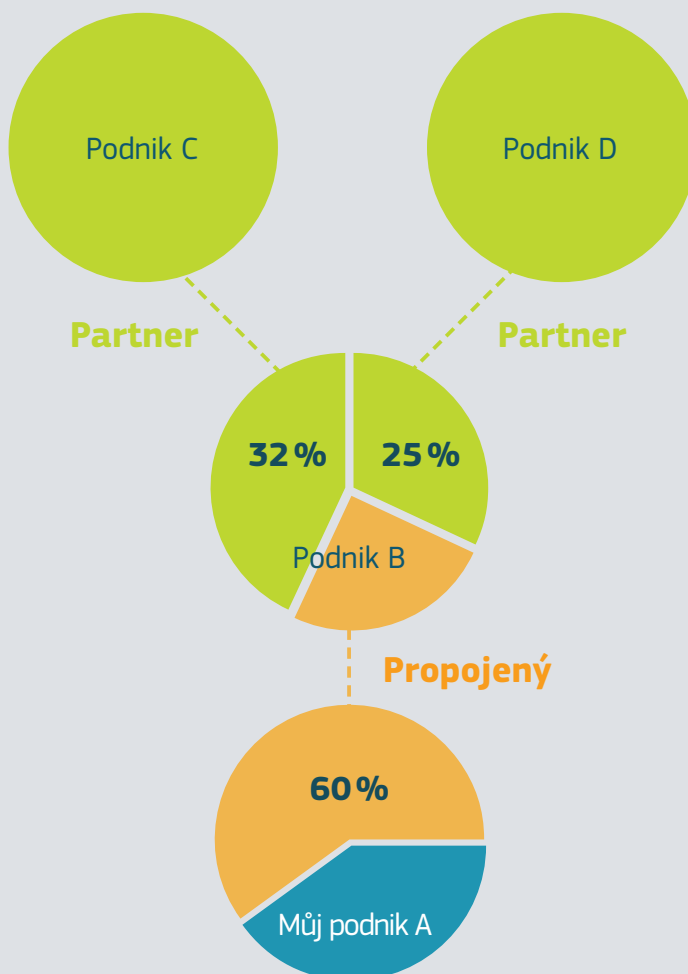 Podnik C
Podnik D
Partner
Partner
32 %
25 %
Podnik B
Propojený
60 %
Můj podnik A